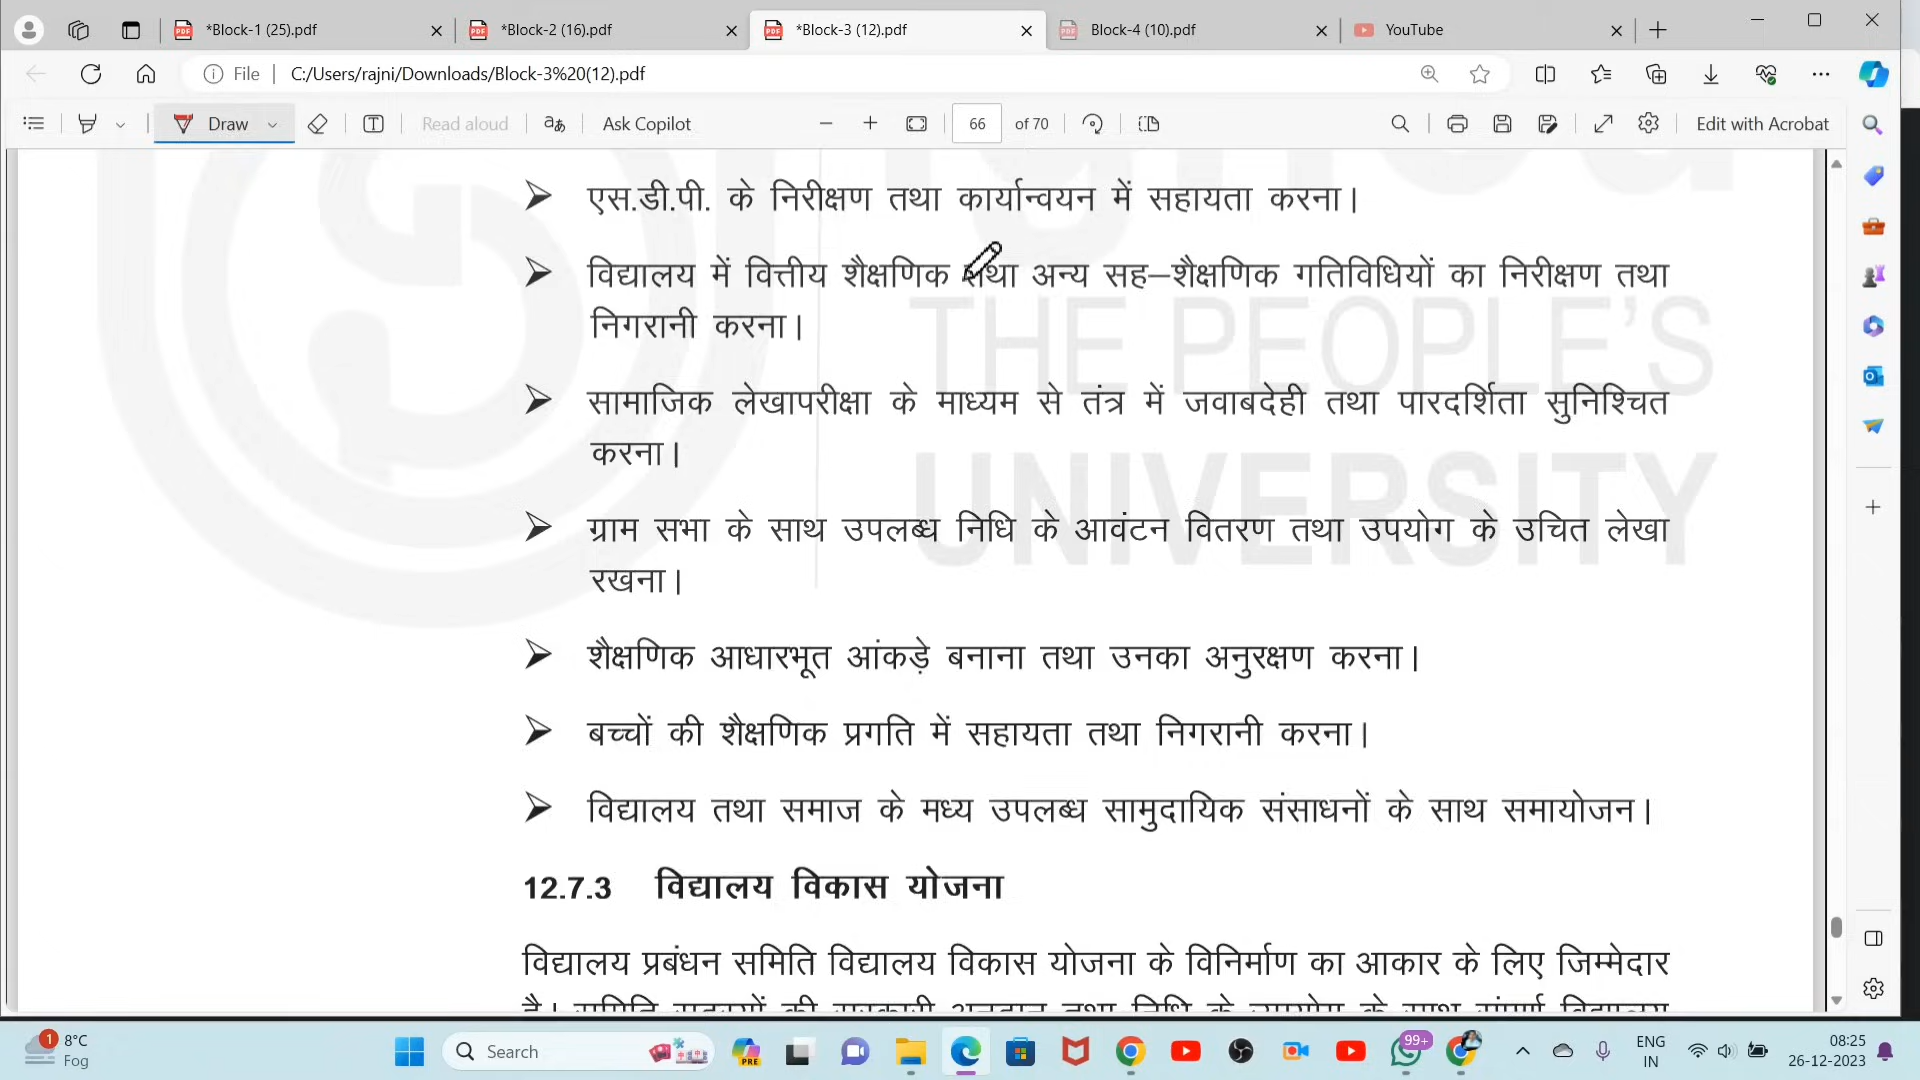 *Block-1 (25).pdf
*Block-2 (16).pdf
*Block-3 (12).pdf
Block-4 (10).pdf
YouTube
File
C:/Users/rajni/Downloads/Block-3%20(12).pdf
Draw
Read aloud
Ask Copilot
66
of 70
Edit with Acrobat
एस.डी.पी. के निरीक्षण तथा कार्यान्वयन में सहायता करना।
विद्यालय में वित्तीय शैक्षणिक तथा अन्य सह–शैक्षणिक गतिविधियों का निरीक्षण तथा
निगरानी करना।
THE PEOPLE'S
सामाजिक लेखापरीक्षा के माध्यम से तंत्र में जवाबदेही तथा पारदर्शिता सुनिश्चित
करना।
UNIVERSITY
ग्राम सभा के साथ उपलब्ध निधि के आवंटन वितरण तथा उपयोग के उचित लेखा
रखना।
शैक्षणिक आधारभूत आंकड़े बनाना तथा उनका अनुरक्षण करना।
बच्चों की शैक्षणिक प्रगति में सहायता तथा निगरानी करना।
विद्यालय तथा समाज के मध्य उपलब्ध सामुदायिक संसाधनों के साथ समायोजन।
12.7.3 विद्यालय विकास योजना
विद्यालय प्रबंधन समिति विद्यालय विकास योजना के विनिर्माण का आकार के लिए जिम्मेदार
1
8°C
Fog
Search
PRE
99+
ENG
IN
08:25
26-12-2023